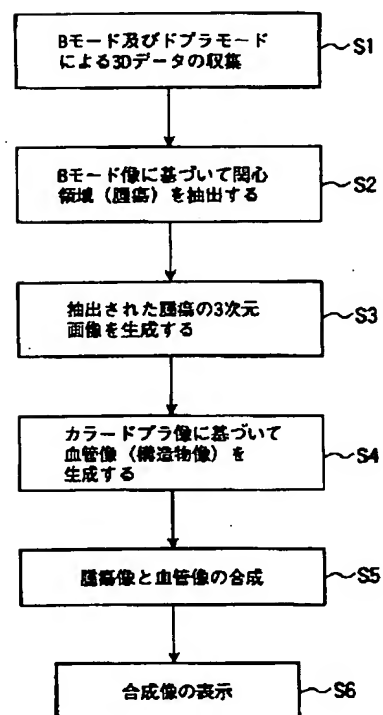 Bモード及びドプラモード
による3Dデータの収集
S1
Bモード像に基づいて関心
領域（腫瘍）を抽出する
S2
抽出された腫瘍の3次元
画像を生成する
S3
カラードプラ像に基づいて
血管像（構造物像）を
生成する
S4
腫瘍像と血管像の合成
S5
合成像の表示
S6